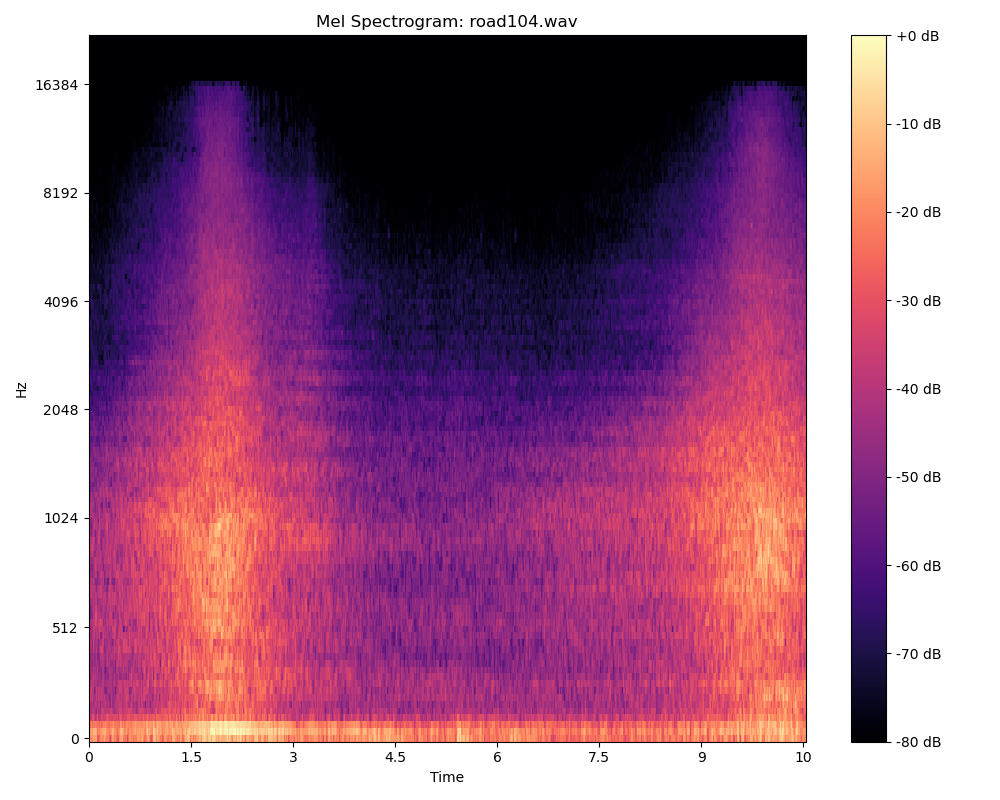 Mel Spectrogram: road104.wav
Hz
16384
8192
4096
2048
1024
512
0
0 1.5 3 4.5 6 7.5 9 10
Time
+0 dB
-10 dB
-20 dB
-30 dB
-40 dB
-50 dB
-60 dB
-70 dB
-80 dB